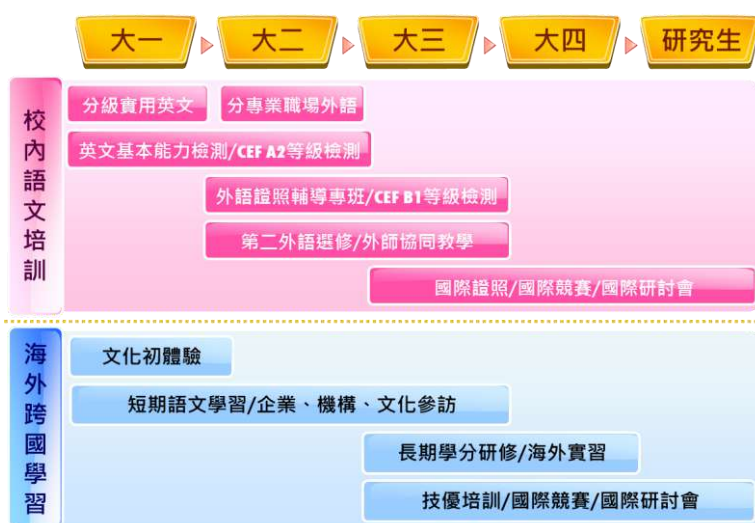 大一
大二
大三
大四
研究生
校內語文培訓
分級實用英文
分專業職場外語
英文基本能力檢測/CEF A2等級檢測
外語證照輔導專班/CEF B1等級檢測
第二外語選修/外師協同教學
國際證照/國際競賽/國際研討會
海外跨國學習
文化初體驗
短期語文學習/企業、機構、文化參訪
長期學分研修/海外實習
技優培訓/國際競賽/國際研討會